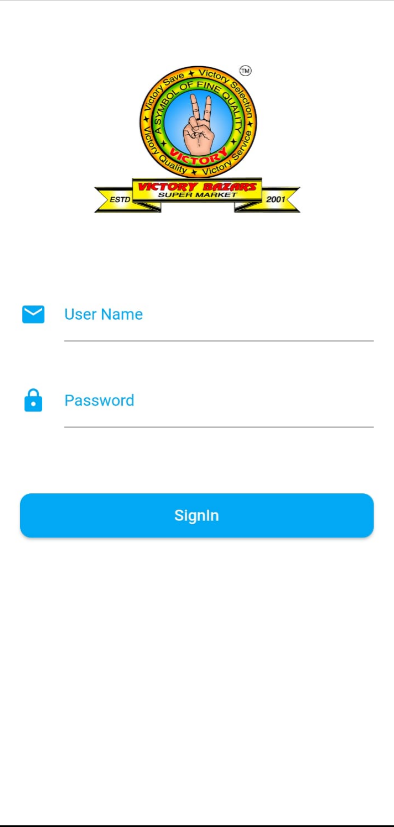 TM
Victory Save ✦ Victory Selection
A SYMBOL OF FINE QUALITY
Victory Quality ✦ Victory Service
VICTORY
VICTORY BAZARS
SUPER MARKET
ESTD
2001
User Name
Password
SignIn